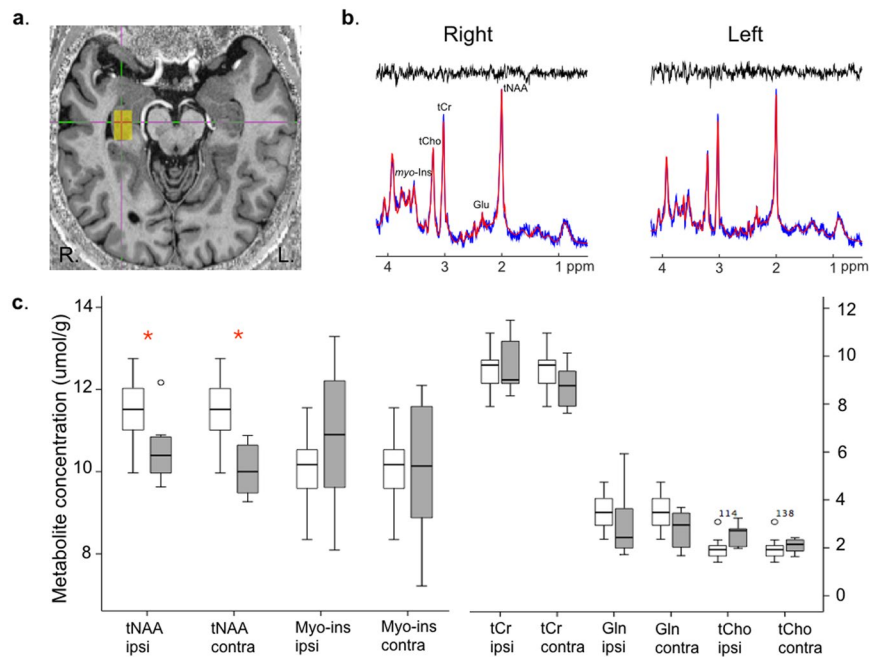 a.
R.
L.
b.
Right
Left
tNAA
tCr
tCho
myo-Ins
Glu
4 3 2 1 ppm
4 3 2 1 ppm
c.
Metabolite concentration (umol/g)
14
12
10
8
*
*
12
10
8
6
4
2
0
114
138
tNAA ipsi
tNAA contra
Myo-ins ipsi
Myo-ins contra
tCr ipsi
tCr contra
Gln ipsi
Gln contra
tCho ipsi
tCho contra